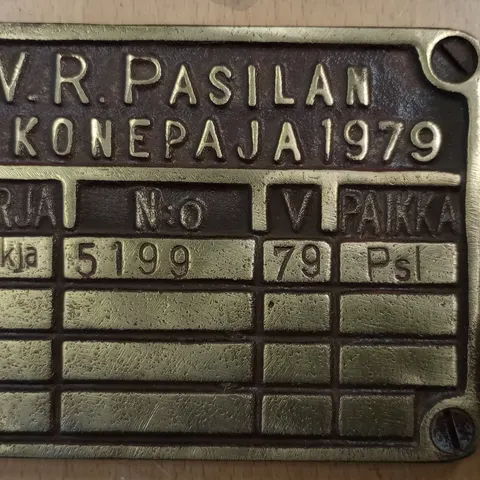 V.R. PASILAN
KONEPAJA 1979
RJA N:o V PAIKKA
kja 5199 79 Psl